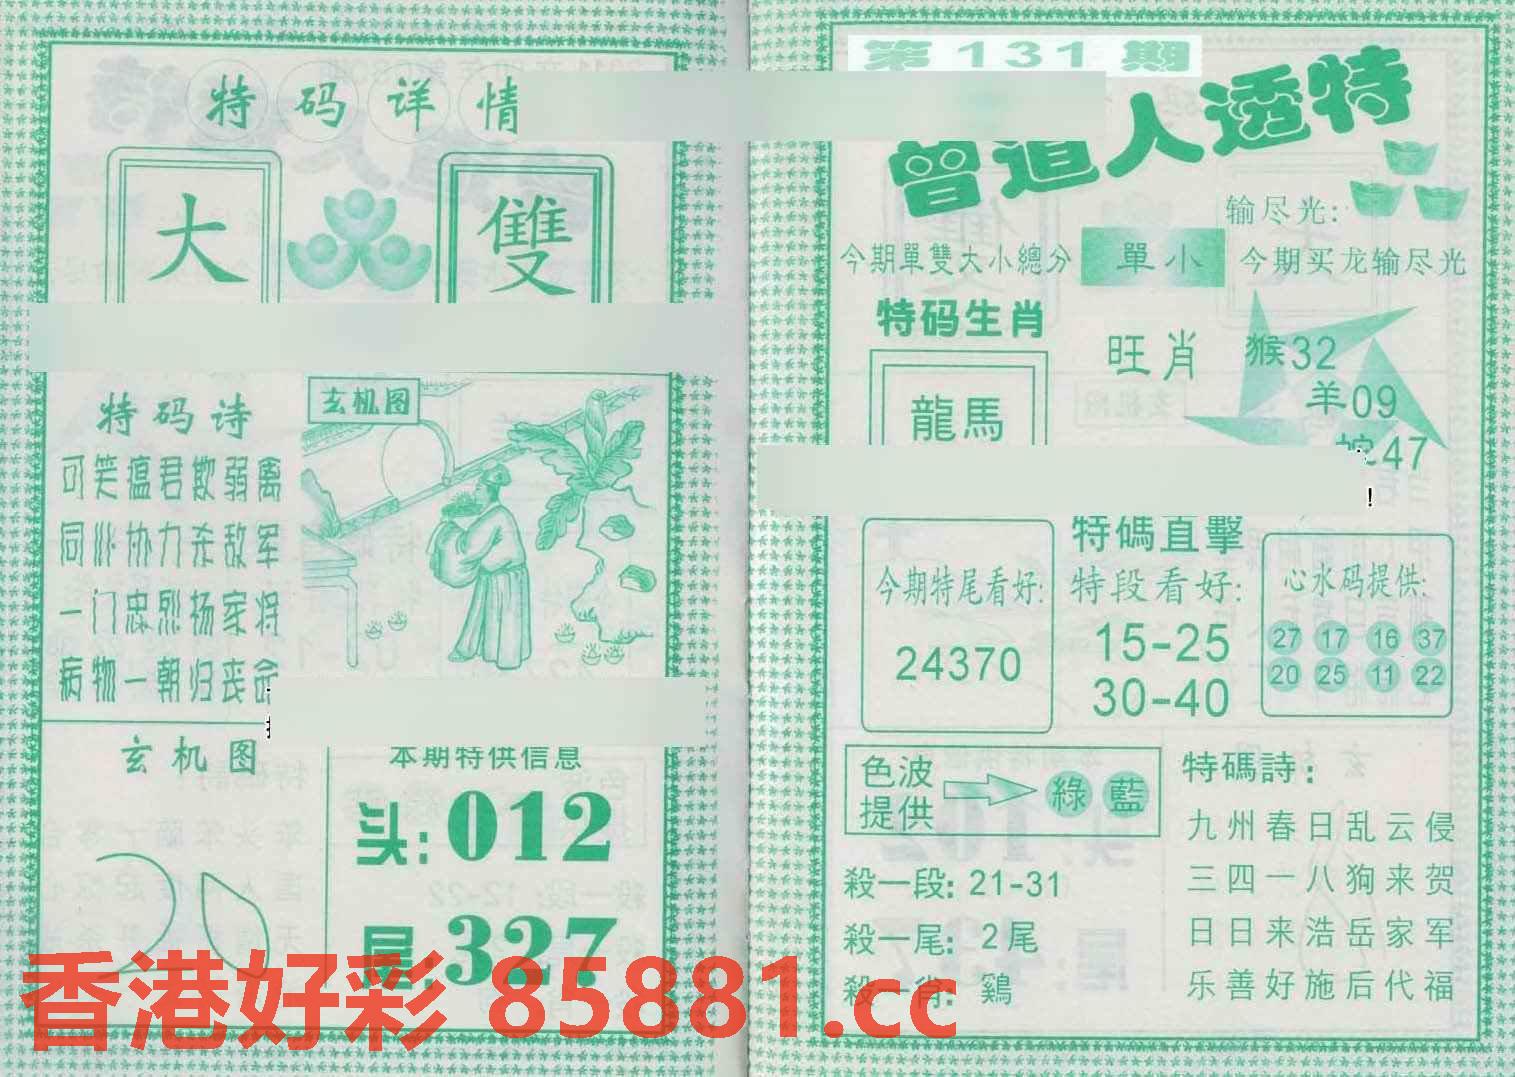 特码详情
大
雙
特码诗
可笑瘟君欺弱离
同州协力杀敌军
一门忠烈杨家将
病物一朝归丧命
玄机图
玄机图
本期特供信息
头:012
尾:327
第131期
曾道人透特
输尽光:
今期單雙大小總分
單小
今期买龙输尽光
特码生肖
龍馬
旺肖
猴32
羊09
47
!
特碼直擊
今期特尾看好:
24370
特段看好:
15-25
30-40
心水码提供:
27 17 16 37
20 25 11 22
色波
提供
綠 藍
殺一段: 21-31
殺一尾: 2尾
殺一肖: 鷄
特碼詩:
九州春日乱云侵
三四一八狗来贺
日日来浩岳家军
乐善好施后代福
香港好彩 85881.cc